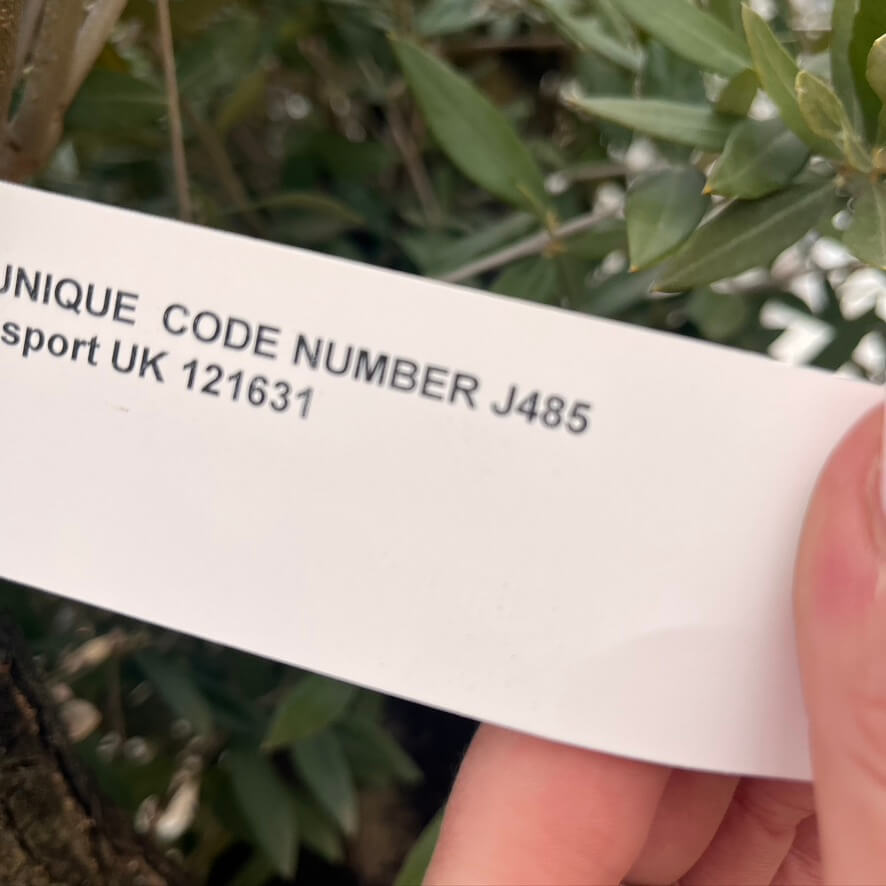 UNIQUE CODE NUMBER J485
sport UK 121631